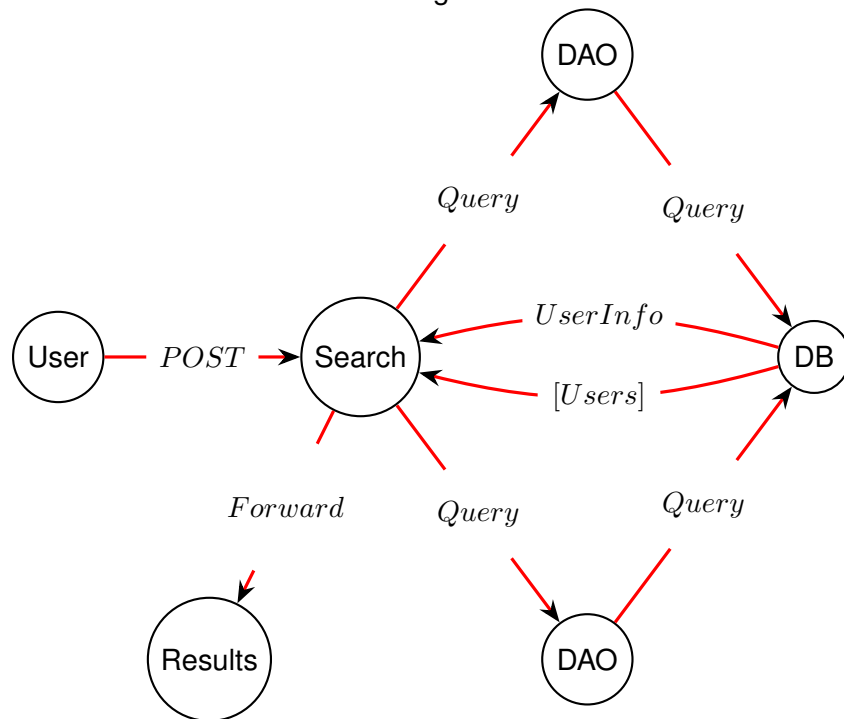 DAO
Query
Query
UserInfo
User
POST
Search
DB
[Users]
Forward
Query
Query
Results
DAO